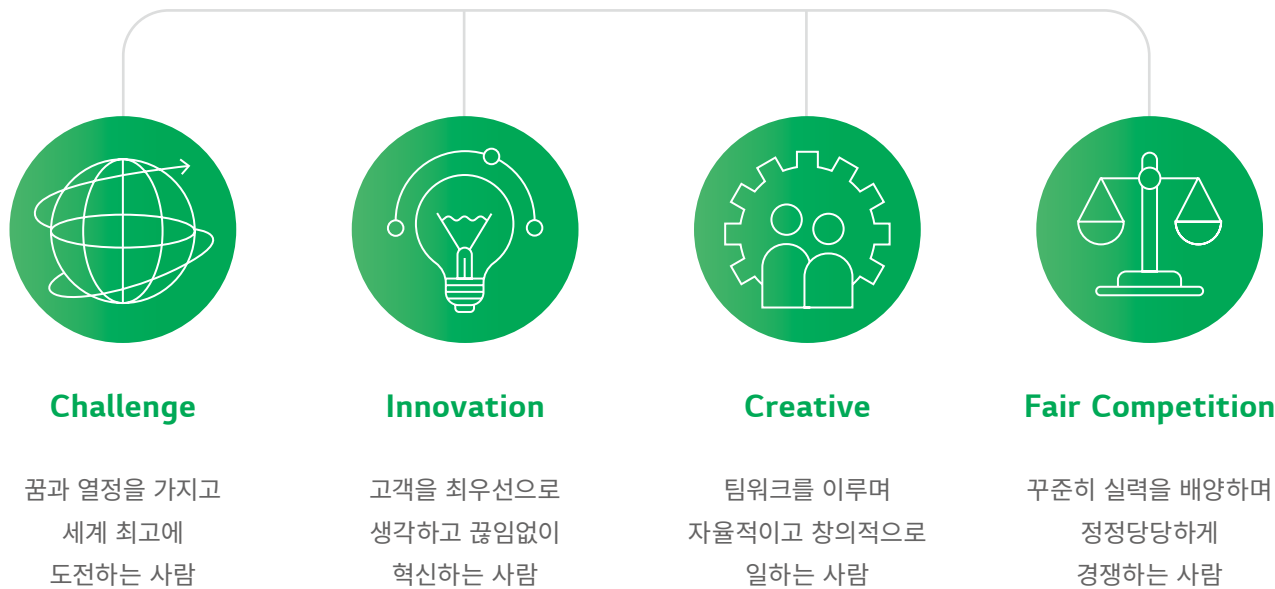 Challenge
꿈과 열정을 가지고
세계 최고에
도전하는 사람
Innovation
고객을 최우선으로
생각하고 끊임없이
혁신하는 사람
Creative
팀워크를 이루며
자율적이고 창의적으로
일하는 사람
Fair Competition
꾸준히 실력을 배양하며
정정당당하게
경쟁하는 사람